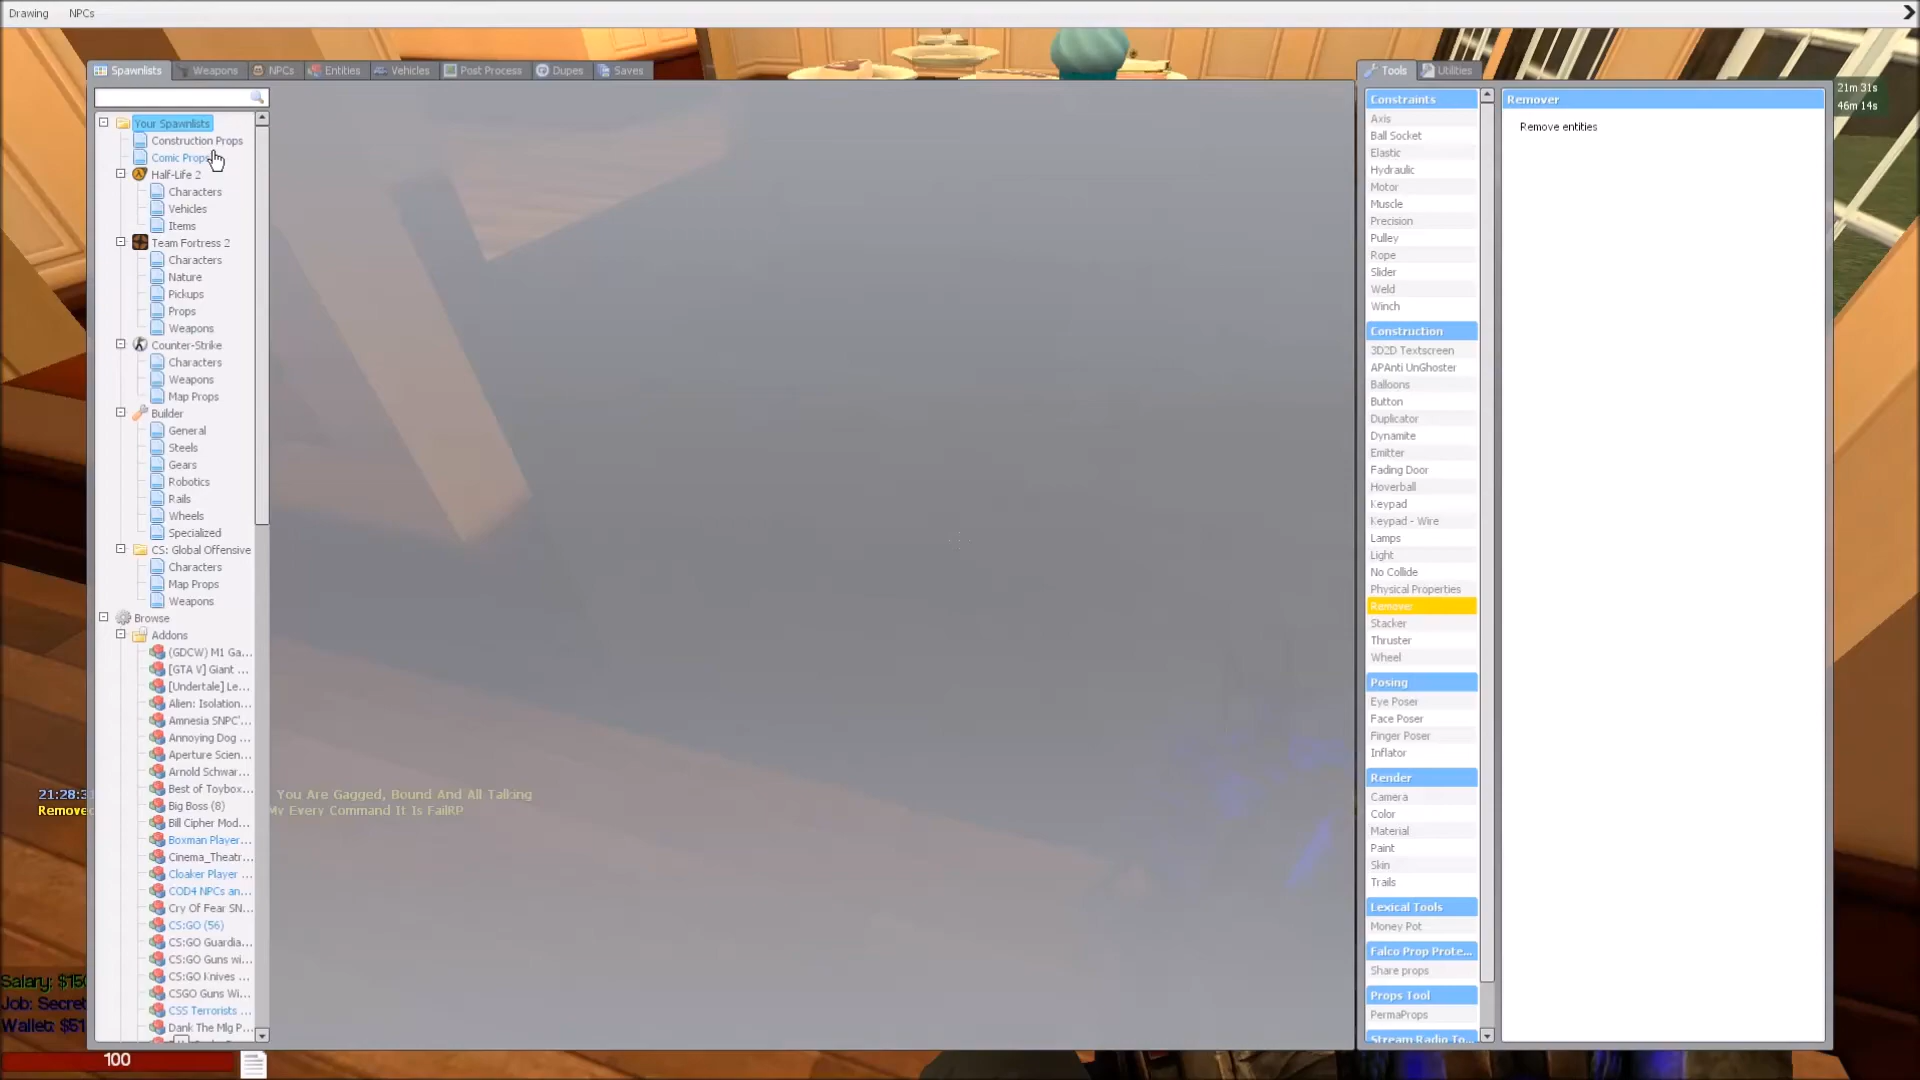 Drawing NPCs
Spawnlists Weapons NPCs Entities Vehicles Post Process Dupes Saves
Your Spawnlists
Construction Props
Comic Props
Half-Life 2
Characters
Vehicles
Items
Team Fortress 2
Characters
Nature
Pickups
Props
Weapons
Counter-Strike
Characters
Weapons
Map Props
Builder
General
Steels
Gears
Robotics
Rails
Wheels
Specialized
CS: Global Offensive
Characters
Map Props
Weapons
Browse
Addons
(GDCW) M1 Ga...
[GTA V] Giant ...
[Undertale] Le...
Alien: Isolation...
Amnesia SNPC'...
Annoying Dog ...
Aperture Scien...
Arnold Schwar...
Best of Toybox...
Big Boss (8)
Bill Cipher Mod...
Boxman Player...
Cinema_Theatr...
Cloaker Player ...
COD4 NPCs an...
Cry Of Fear SN...
CS:GO (56)
CS:GO Guardia...
CS:GO Guns wi...
CS:GO Knives ...
CSGO Guns Wi...
CSS Terrorists ...
Dank The Mlg P...
21:28:3
You Are Gagged, Bound And All Talking
Remove
My Every Command It Is FailRP
Salary: $150
Job: Secret
Wallet: $51
100
Tools Utilities
Constraints
Axis
Ball Socket
Elastic
Hydraulic
Motor
Muscle
Precision
Pulley
Rope
Slider
Weld
Winch
Construction
3D2D Textscreen
APAnti UnGhoster
Balloons
Button
Duplicator
Dynamite
Emitter
Fading Door
Hoverball
Keypad
Keypad - Wire
Lamps
Light
No Collide
Physical Properties
Remover
Stacker
Thruster
Wheel
Posing
Eye Poser
Face Poser
Finger Poser
Inflator
Render
Camera
Color
Material
Paint
Skin
Trails
Lexical Tools
Money Pot
Falco Prop Prote...
Share props
Props Tool
PermaProps
Stream Radio To...
Remover
Remove entities
21m 31s
46m 14s